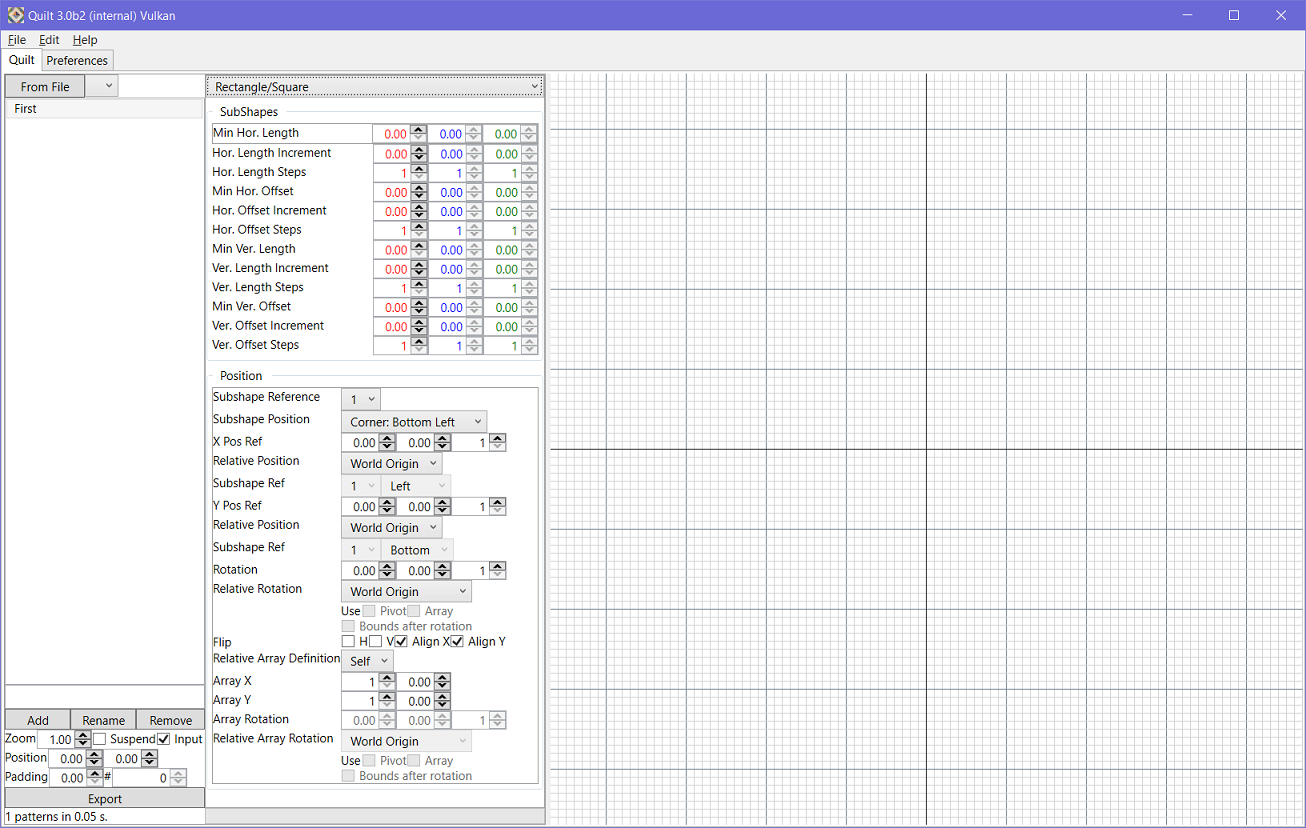 Quilt 3.0b2 (internal) Vulkan
File Edit Help
Quilt Preferences
From File
First
Rectangle/Square
SubShapes
Min Hor. Length 0.00 0.00 0.00
Hor. Length Increment 0.00 0.00 0.00
Hor. Length Steps 1 1 1
Min Hor. Offset 0.00 0.00 0.00
Hor. Offset Increment 0.00 0.00 0.00
Hor. Offset Steps 1 1 1
Min Ver. Length 0.00 0.00 0.00
Ver. Length Increment 0.00 0.00 0.00
Ver. Length Steps 1 1 1
Min Ver. Offset 0.00 0.00 0.00
Ver. Offset Increment 0.00 0.00 0.00
Ver. Offset Steps 1 1 1
Position
Subshape Reference 1
Subshape Position Corner: Bottom Left
X Pos Ref 0.00 0.00 1
Relative Position World Origin
Subshape Ref 1 Left
Y Pos Ref 0.00 0.00 1
Relative Position World Origin
Subshape Ref 1 Bottom
Rotation 0.00 0.00 1
Relative Rotation World Origin
Use Pivot Array
Bounds after rotation
Flip H V Align X Align Y
Relative Array Definition Self
Array X 1 0.00
Array Y 1 0.00
Array Rotation 0.00 0.00 1
Relative Array Rotation World Origin
Use Pivot Array
Bounds after rotation
Add Rename Remove
Zoom 1.00 Suspend Input
Position 0.00 0.00
Padding 0.00 # 0
Export
1 patterns in 0.05 s.